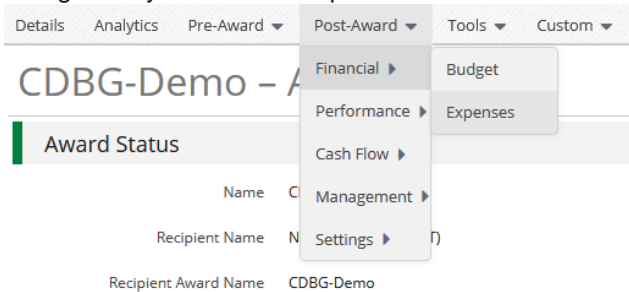 Details Analytics Pre-Award Post-Award Tools Custom
CDBG-Demo –
Financial Budget
Performance Expenses
Award Status
Cash Flow
Name
Management
Recipient Name N
Settings T)
Recipient Award Name CDBG-Demo